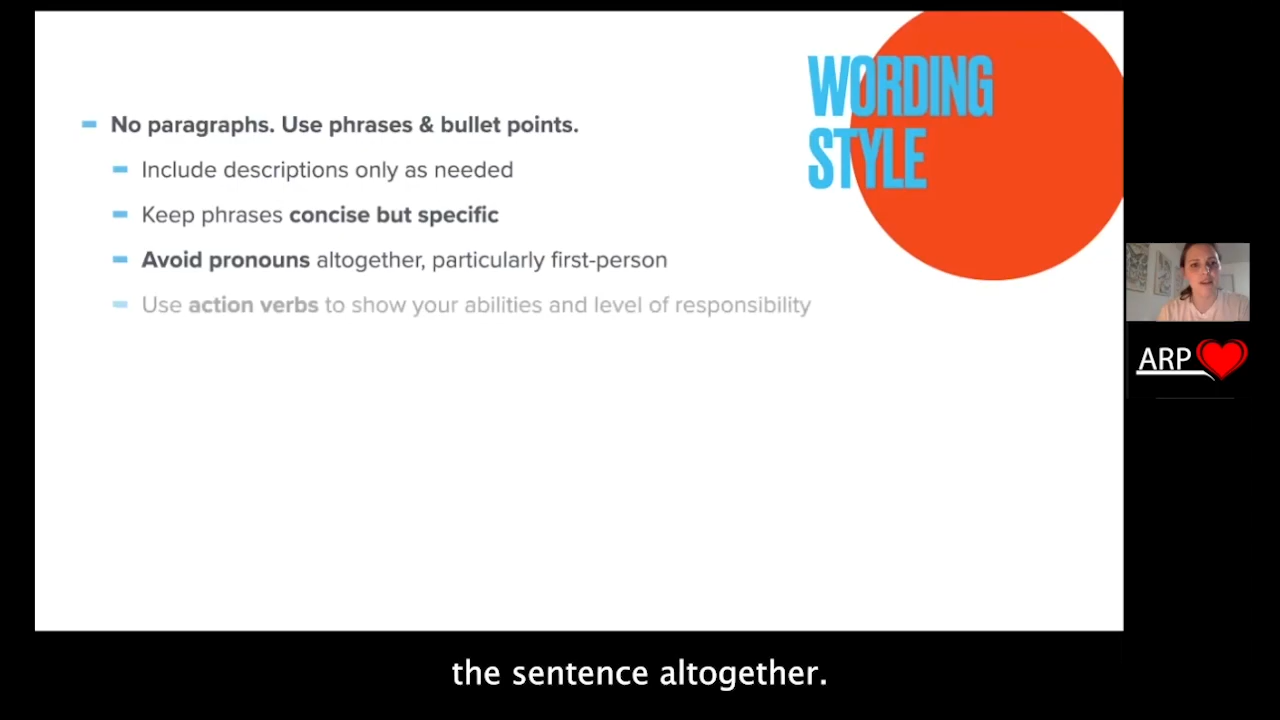 WORDING
STYLE
No paragraphs. Use phrases & bullet points.
Include descriptions only as needed
Keep phrases concise but specific
Avoid pronouns altogether, particularly first-person
Use action verbs to show your abilities and level of responsibility
ARP
the sentence altogether.